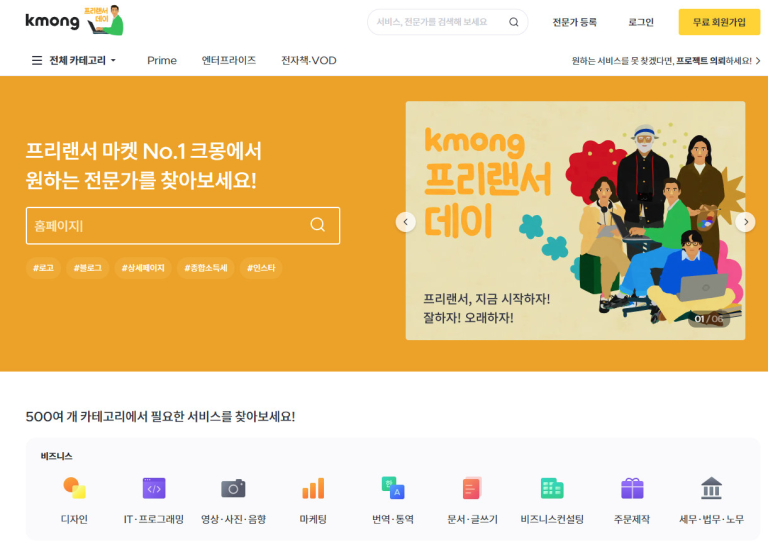 kmong
프리랜서
데이
서비스, 전문가를 검색해 보세요
전문가 등록
로그인
무료 회원가입
전체 카테고리
Prime
엔터프라이즈
전자책·VOD
원하는 서비스를 못 찾겠다면, 프로젝트 의뢰하세요!
프리랜서 마켓 No.1 크몽에서
원하는 전문가를 찾아보세요!
홈페이지
#로고
#블로그
#상세페이지
#종합소득세
#인스타
kmong
프리랜서
데이
프리랜서, 지금 시작하자!
잘하자! 오래하자!
01 / 06
500여 개 카테고리에서 필요한 서비스를 찾아보세요!
비즈니스
디자인
IT·프로그래밍
영상·사진·음향
마케팅
번역·통역
문서·글쓰기
비즈니스컨설팅
주문제작
세무·법무·노무